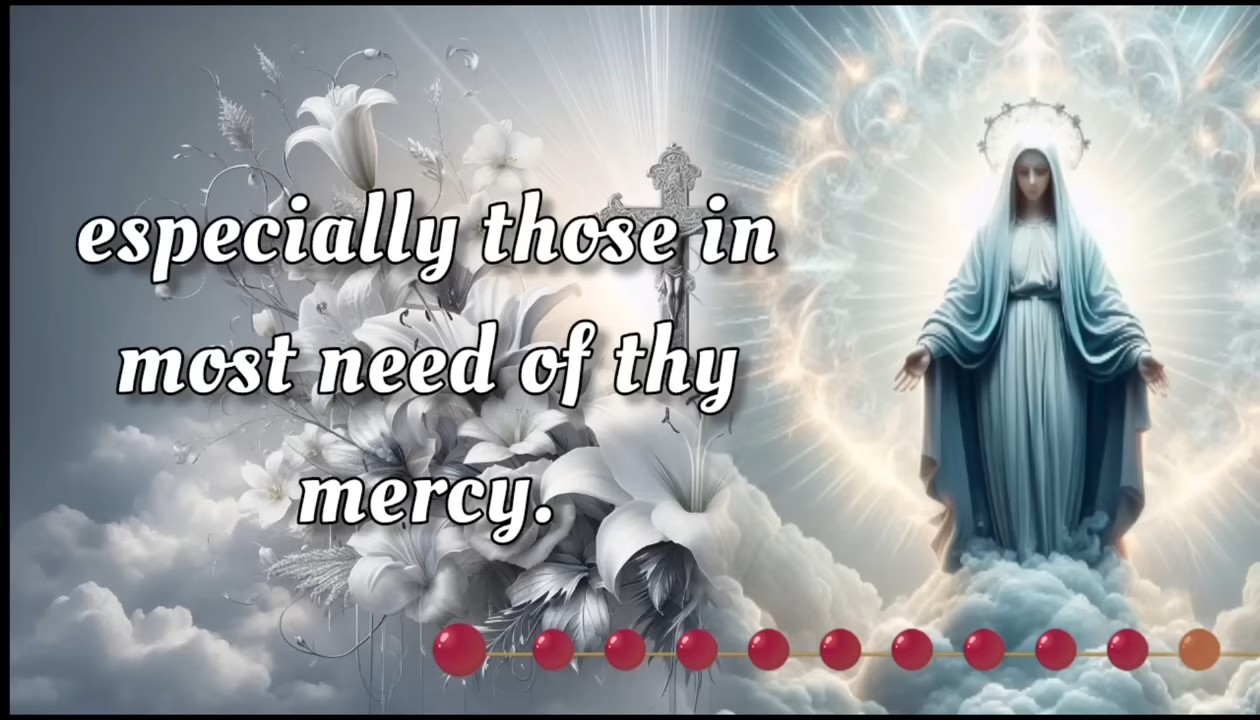 especially those in
most need of thy
mercy.